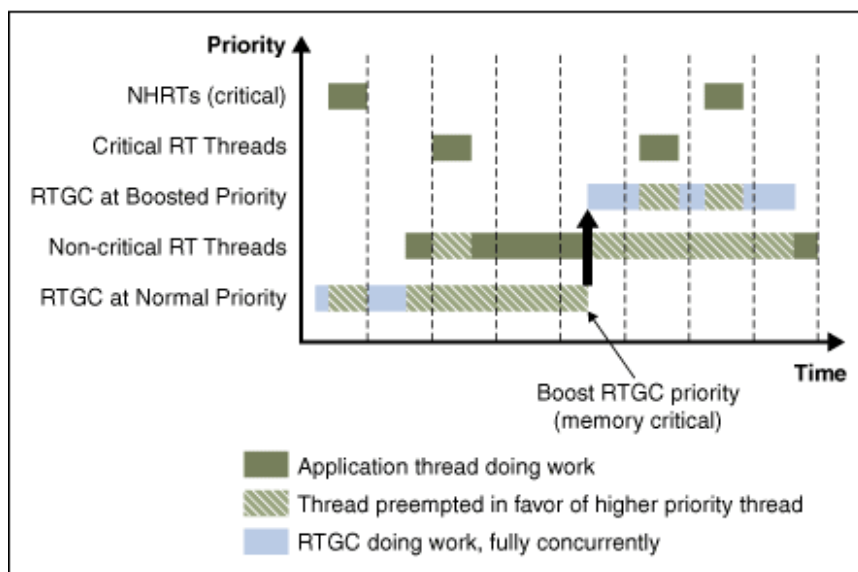 Priority
NHRTs (critical)
Critical RT Threads
RTGC at Boosted Priority
Non-critical RT Threads
RTGC at Normal Priority
Time
Boost RTGC priority
(memory critical)
Application thread doing work
Thread preempted in favor of higher priority thread
RTGC doing work, fully concurrently